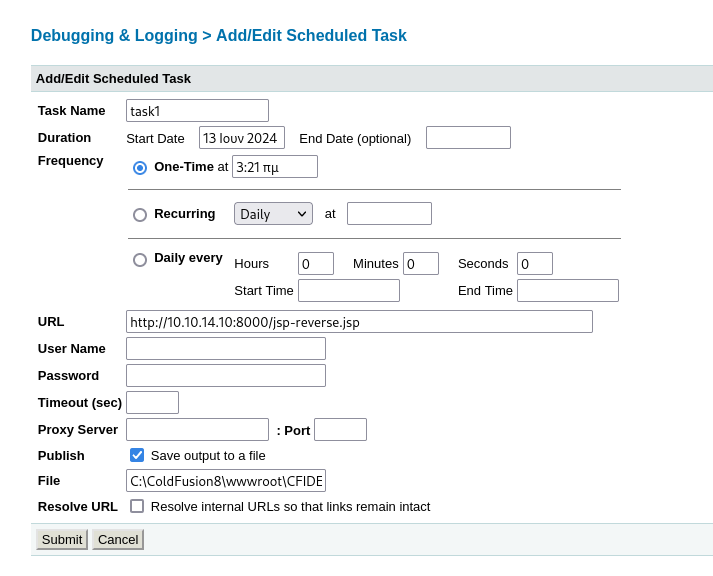 Debugging & Logging > Add/Edit Scheduled Task
Add/Edit Scheduled Task
Task Name task1
Duration Start Date 13 Ιουν 2024 End Date (optional)
Frequency One-Time at 3:21 πμ
Recurring Daily at
Daily every Hours 0 Minutes 0 Seconds 0
Start Time End Time
URL http://10.10.14.10:8000/jsp-reverse.jsp
User Name
Password
Timeout (sec)
Proxy Server : Port
Publish Save output to a file
File C:\ColdFusion8\wwwroot\CFIDE
Resolve URL Resolve internal URLs so that links remain intact
Submit Cancel